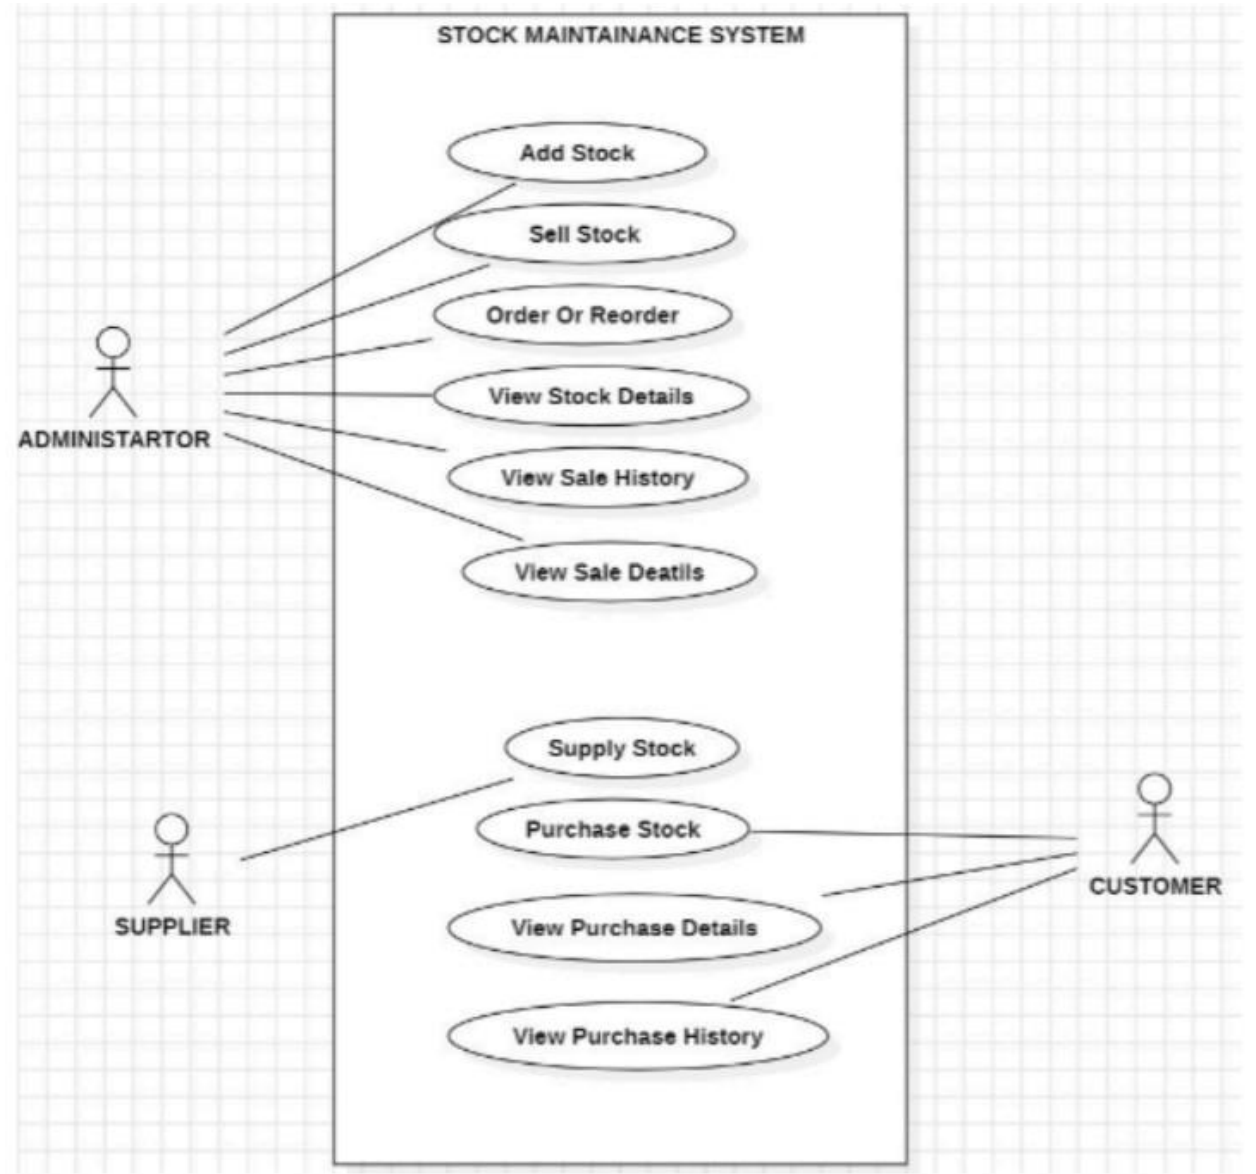 STOCK MAINTAINANCE SYSTEM
Add Stock
Sell Stock
Order Or Reorder
View Stock Details
ADMINISTARTOR
View Sale History
View Sale Deatils
Supply Stock
Purchase Stock
CUSTOMER
SUPPLIER
View Purchase Details
View Purchase History